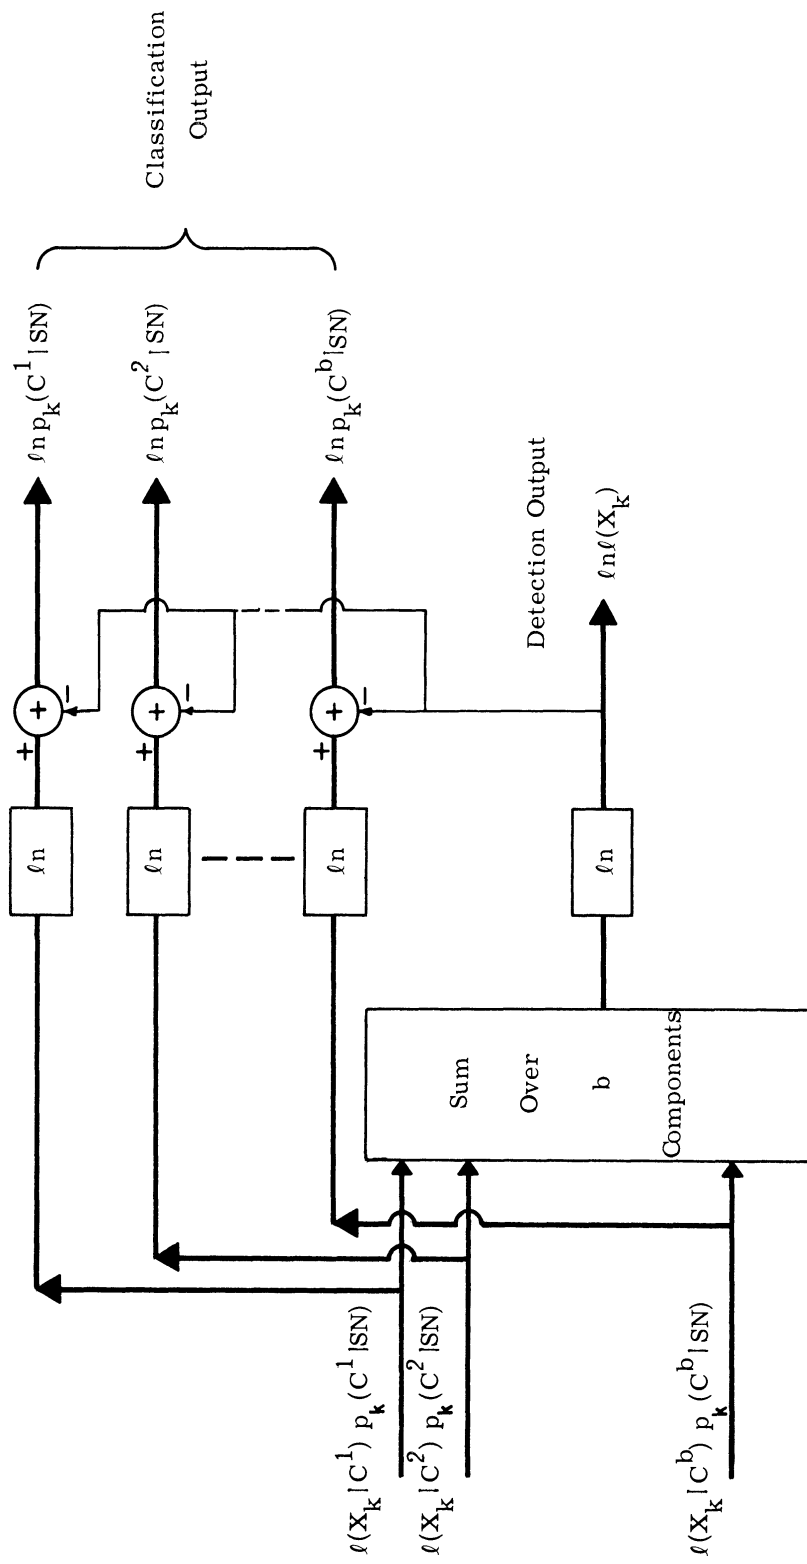 Classification
Output
ℓn p_k(C^1|SN)
ℓn p_k(C^2|SN)
ℓn p_k(C^b|SN)
Detection Output
ℓnℓ(X_k)
+
+
−
+
+
−
+
+
−
ℓn
ℓn
ℓn
ℓn
Sum
Over
b
Components
ℓ(X_k|C^1) p_k(C^1|SN)
ℓ(X_k|C^2) p_k(C^2|SN)
ℓ(X_k|C^b) p_k(C^b|SN)